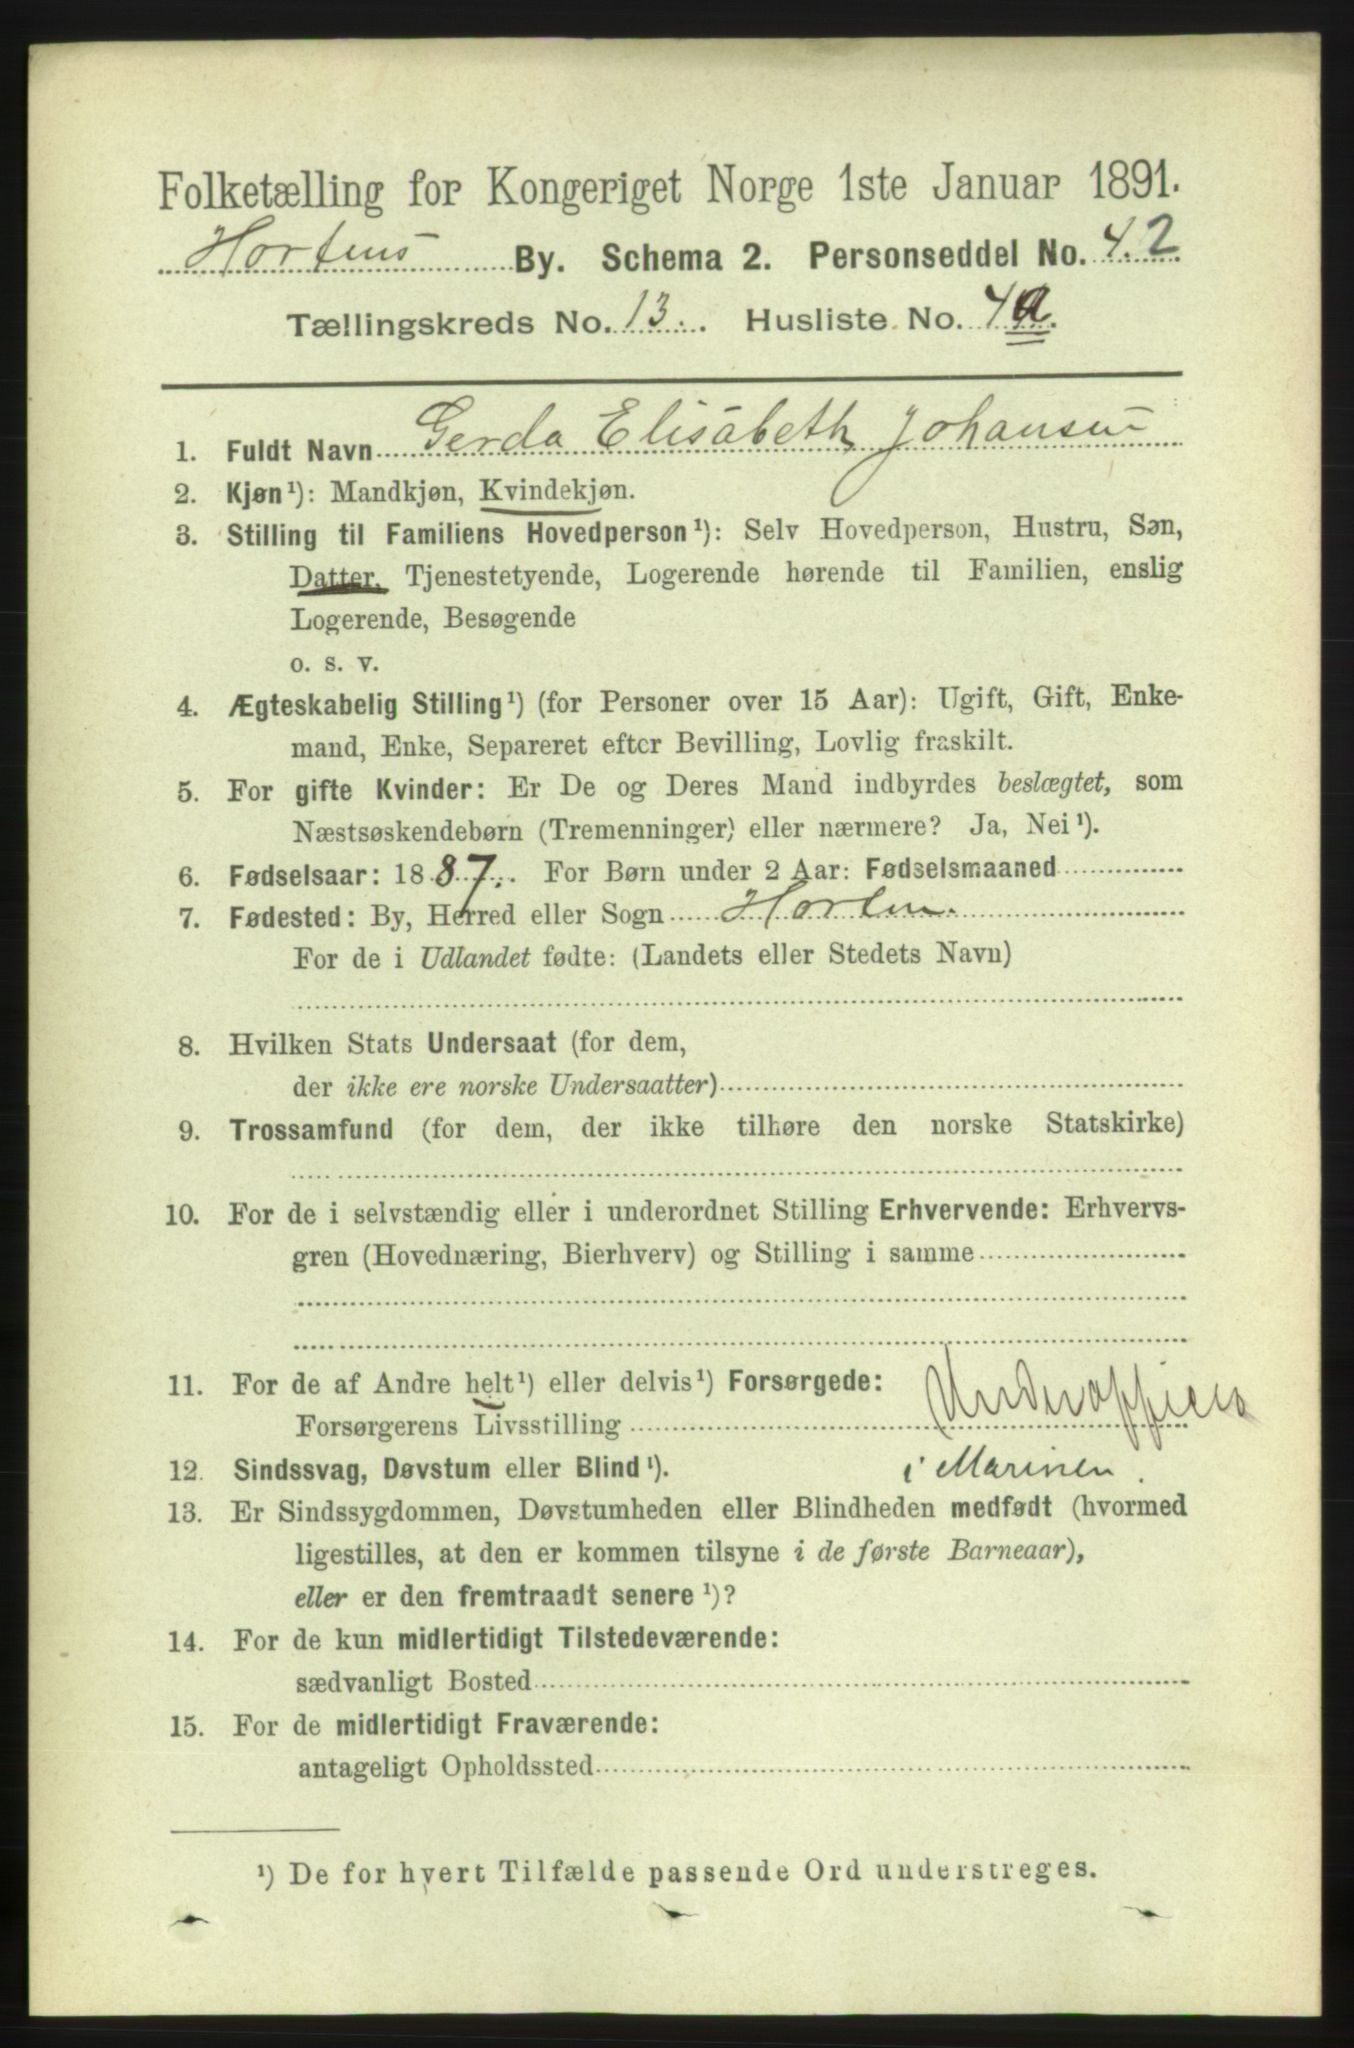 Folketælling for Kongeriget Norge 1ste Januar 1891.
Hortens By. Schema 2. Personseddel No. 42
Tællingskreds No. 13. Husliste No. 4a.
1. Fuldt Navn Gerda Elisabeth Johansen
2. Kjøn¹): Mandkjøn, Kvindekjøn.
3. Stilling til Familiens Hovedperson¹): Selv Hovedperson, Hustru, Søn,
Datter, Tjenestetyende, Logerende hørende til Familien, enslig
Logerende, Besøgende
o. s. v.
4. Ægteskabelig Stilling¹) (for Personer over 15 Aar): Ugift, Gift, Enke-
mand, Enke, Separeret efter Bevilling, Lovlig fraskilt.
5. For gifte Kvinder: Er De og Deres Mand indbyrdes beslægtet, som
Næstsøskendebørn (Tremenninger) eller nærmere? Ja, Nei¹).
6. Fødselsaar: 1887. For Børn under 2 Aar: Fødselsmaaned
7. Fødested: By, Herred eller Sogn Horten.
For de i Udlandet fødte: (Landets eller Stedets Navn)
8. Hvilken Stats Undersaat (for dem,
der ikke ere norske Undersaatter)
9. Trossamfund (for dem, der ikke tilhøre den norske Statskirke)
10. For de i selvstændig eller i underordnet Stilling Erhvervende: Erhvervs-
gren (Hovednæring, Bierhverv) og Stilling i samme
11. For de af Andre helt¹) eller delvis¹) Forsørgede:
Forsørgerens Livsstilling Underofficer
12. Sindssvag, Døvstum eller Blind¹). i Marinen.
13. Er Sindssygdommen, Døvstumheden eller Blindheden medfødt (hvormed
ligestilles, at den er kommen tilsyne i de første Barneaar),
eller er den fremtraadt senere¹)?
14. For de kun midlertidigt Tilstedeværende:
sædvanligt Bosted
15. For de midlertidigt Fraværende:
antageligt Opholdssted
¹) De for hvert Tilfælde passende Ord understreges.